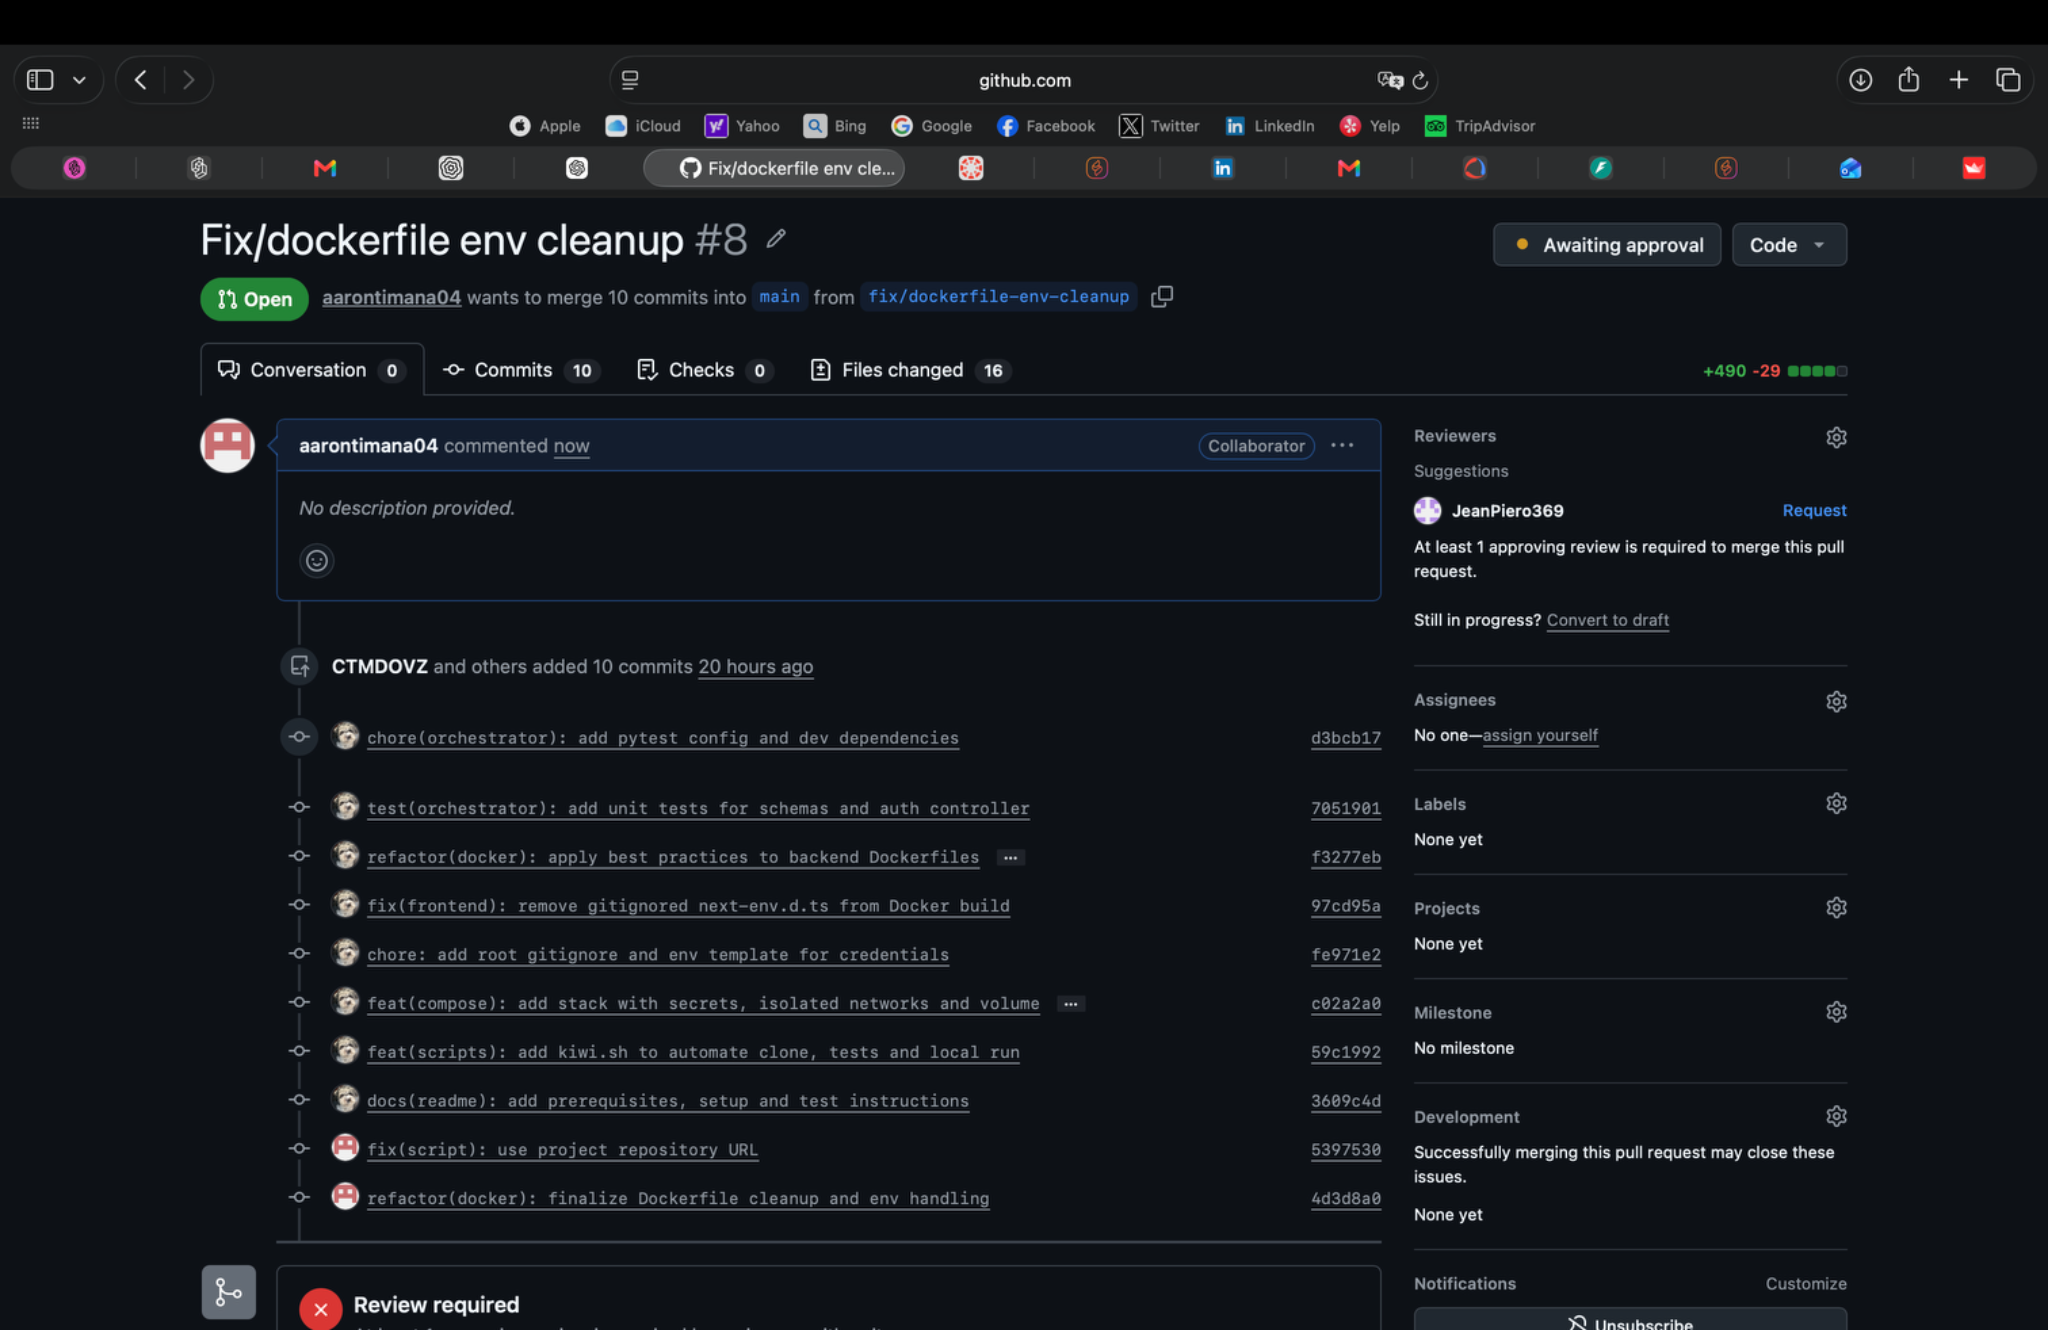 github.com
Apple iCloud Yahoo Bing Google Facebook Twitter LinkedIn Yelp TripAdvisor
Fix/dockerfile env cle...
Fix/dockerfile env cleanup #8
Awaiting approval
Code
Open
aarontimana04 wants to merge 10 commits into main from fix/dockerfile-env-cleanup
Conversation 0
Commits 10
Checks 0
Files changed 16
+490 -29
aarontimana04 commented now
Collaborator
No description provided.
CTMDOVZ and others added 10 commits 20 hours ago
chore(orchestrator): add pytest config and dev dependencies d3bcb17
test(orchestrator): add unit tests for schemas and auth controller 7051901
refactor(docker): apply best practices to backend Dockerfiles ... f3277eb
fix(frontend): remove gitignored next-env.d.ts from Docker build 97cd95a
chore: add root gitignore and env template for credentials fe971e2
feat(compose): add stack with secrets, isolated networks and volume ... c02a2a0
feat(scripts): add kiwi.sh to automate clone, tests and local run 59c1992
docs(readme): add prerequisites, setup and test instructions 3609c4d
fix(script): use project repository URL 5397530
refactor(docker): finalize Dockerfile cleanup and env handling 4d3d8a0
Review required
Reviewers
Suggestions
JeanPiero369 Request
At least 1 approving review is required to merge this pull
request.
Still in progress? Convert to draft
Assignees
No one—assign yourself
Labels
None yet
Projects
None yet
Milestone
No milestone
Development
Successfully merging this pull request may close these
issues.
None yet
Notifications Customize
Unsubscribe